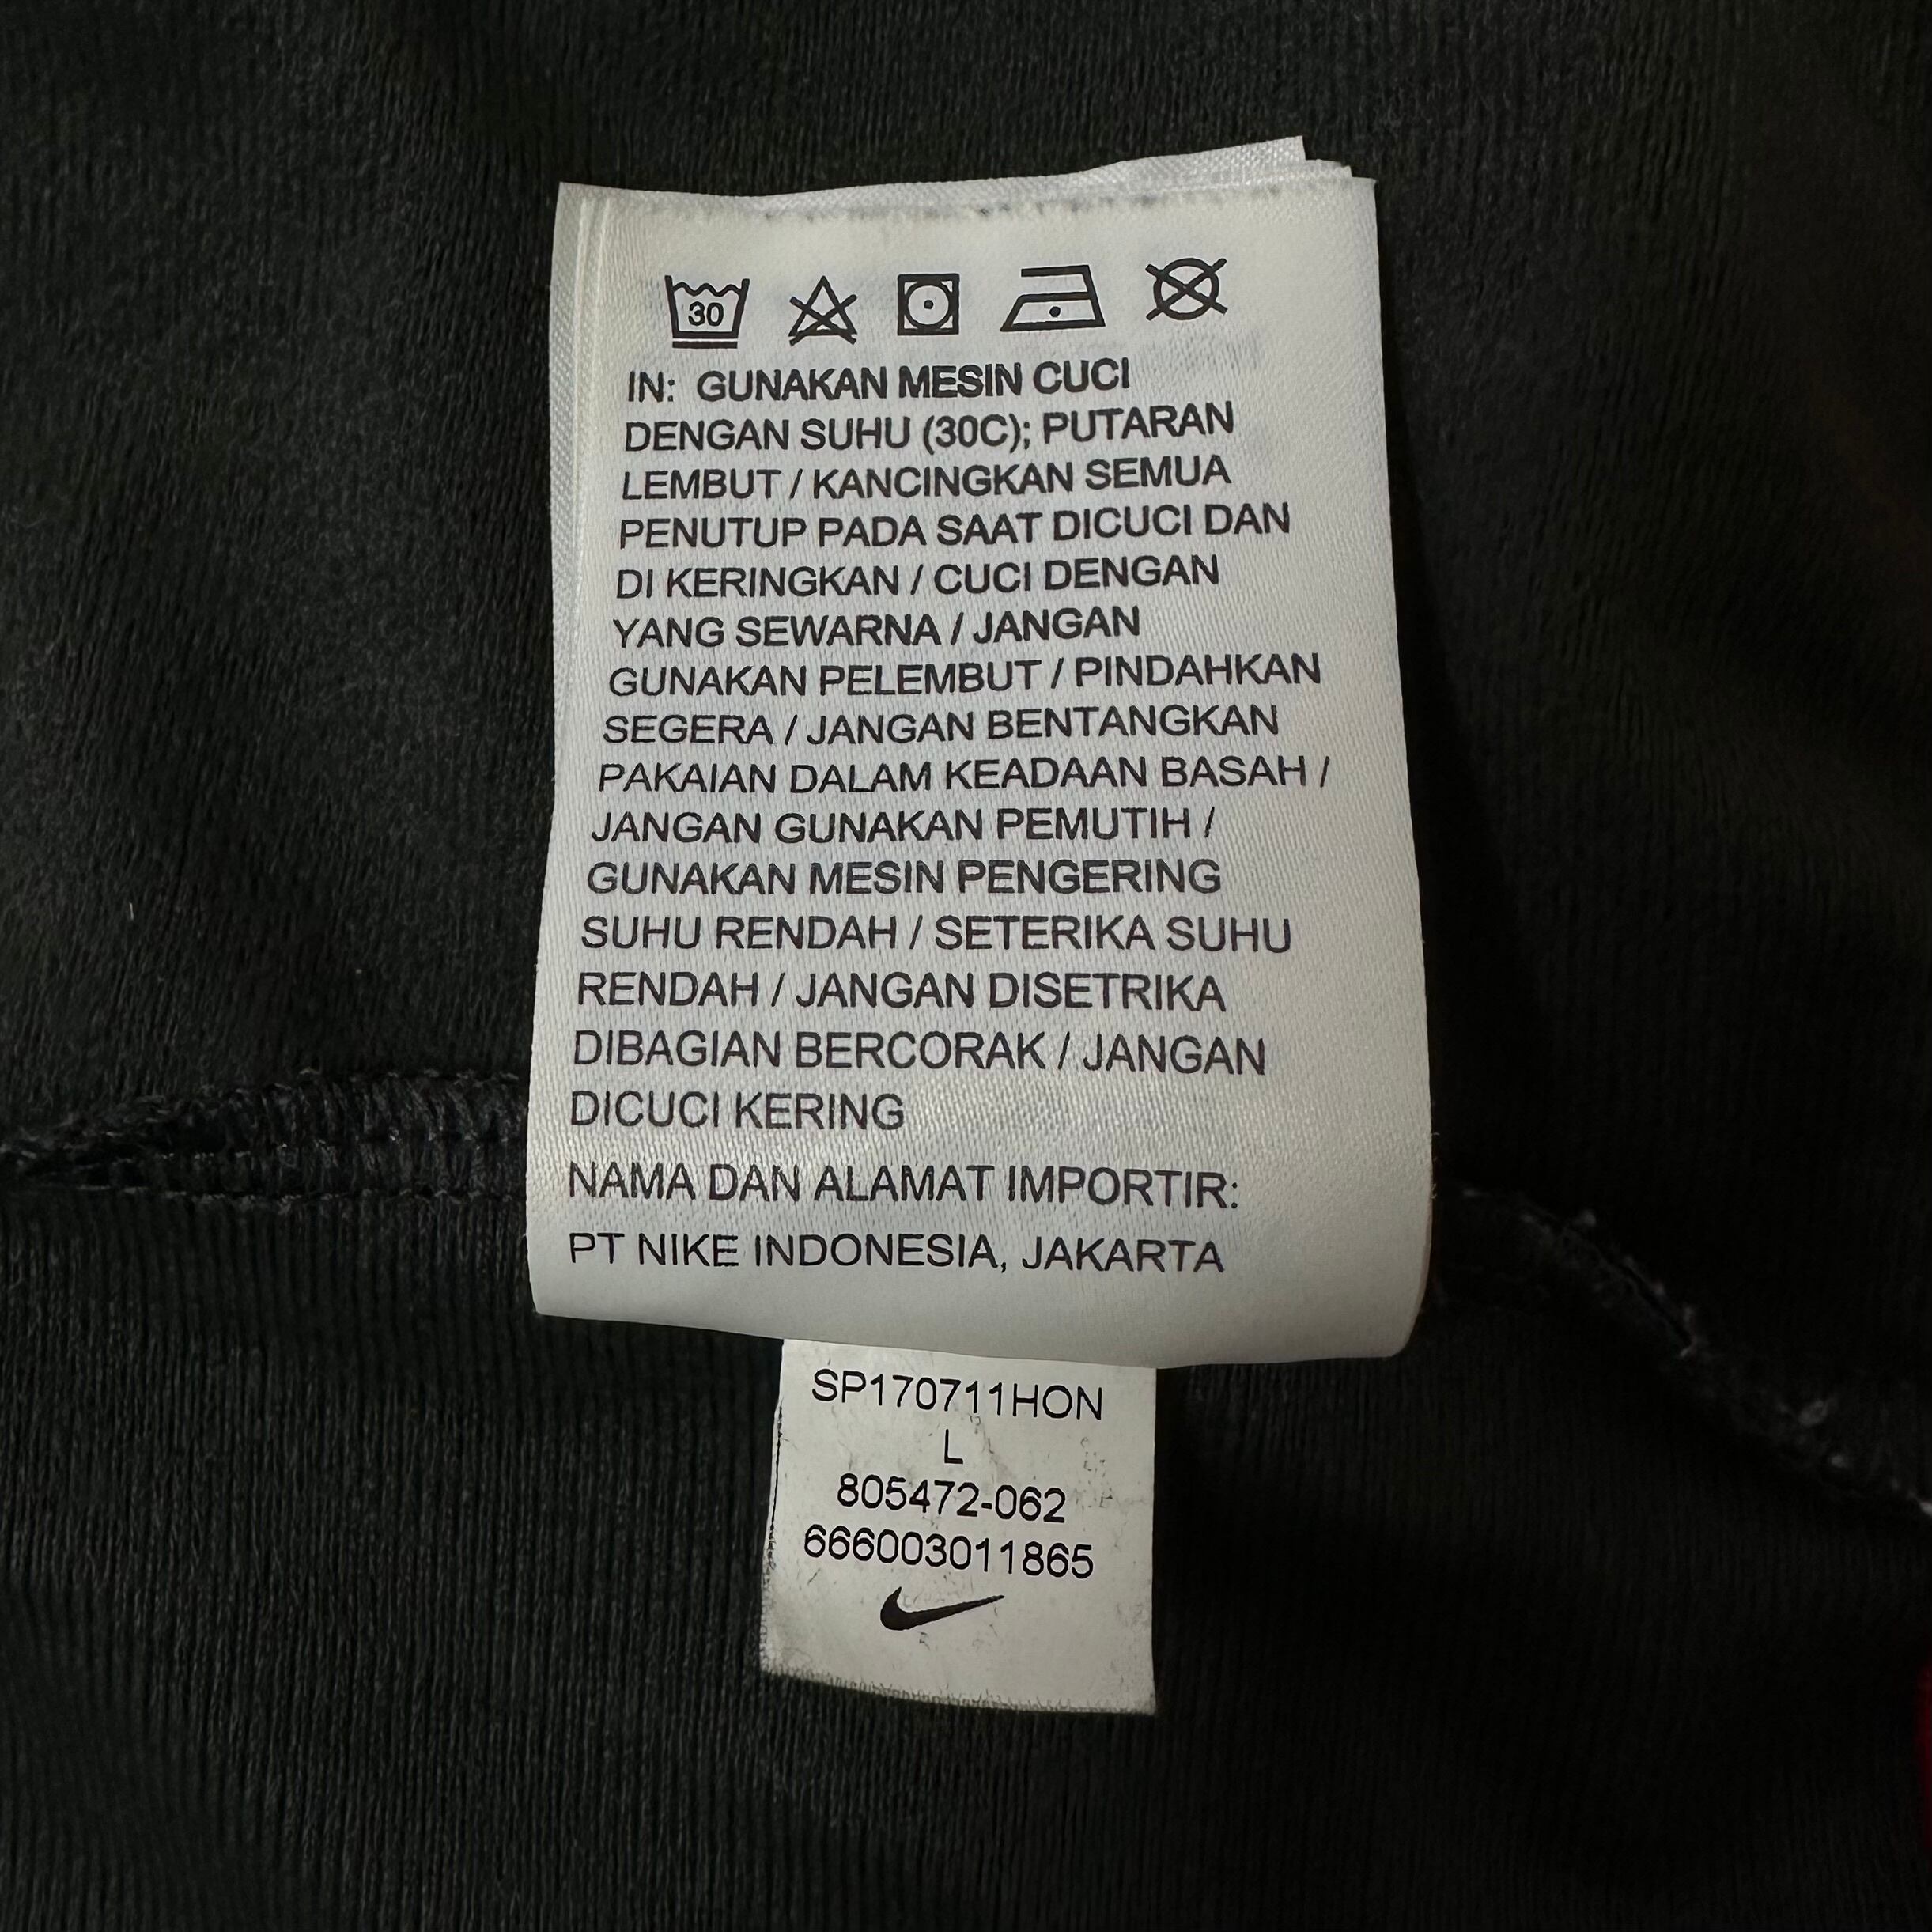 30
IN: GUNAKAN MESIN CUCI
DENGAN SUHU (30C); PUTARAN
LEMBUT / KANCINGKAN SEMUA
PENUTUP PADA SAAT DICUCI DAN
DI KERINGKAN / CUCI DENGAN
YANG SEWARNA / JANGAN
GUNAKAN PELEMBUT / PINDAHKAN
SEGERA / JANGAN BENTANGKAN
PAKAIAN DALAM KEADAAN BASAH /
JANGAN GUNAKAN PEMUTIH /
GUNAKAN MESIN PENGERING
SUHU RENDAH / SETERIKA SUHU
RENDAH / JANGAN DISETRIKA
DIBAGIAN BERCORAK / JANGAN
DICUCI KERING
NAMA DAN ALAMAT IMPORTIR:
PT NIKE INDONESIA, JAKARTA
SP170711HON
L
805472-062
666003011865